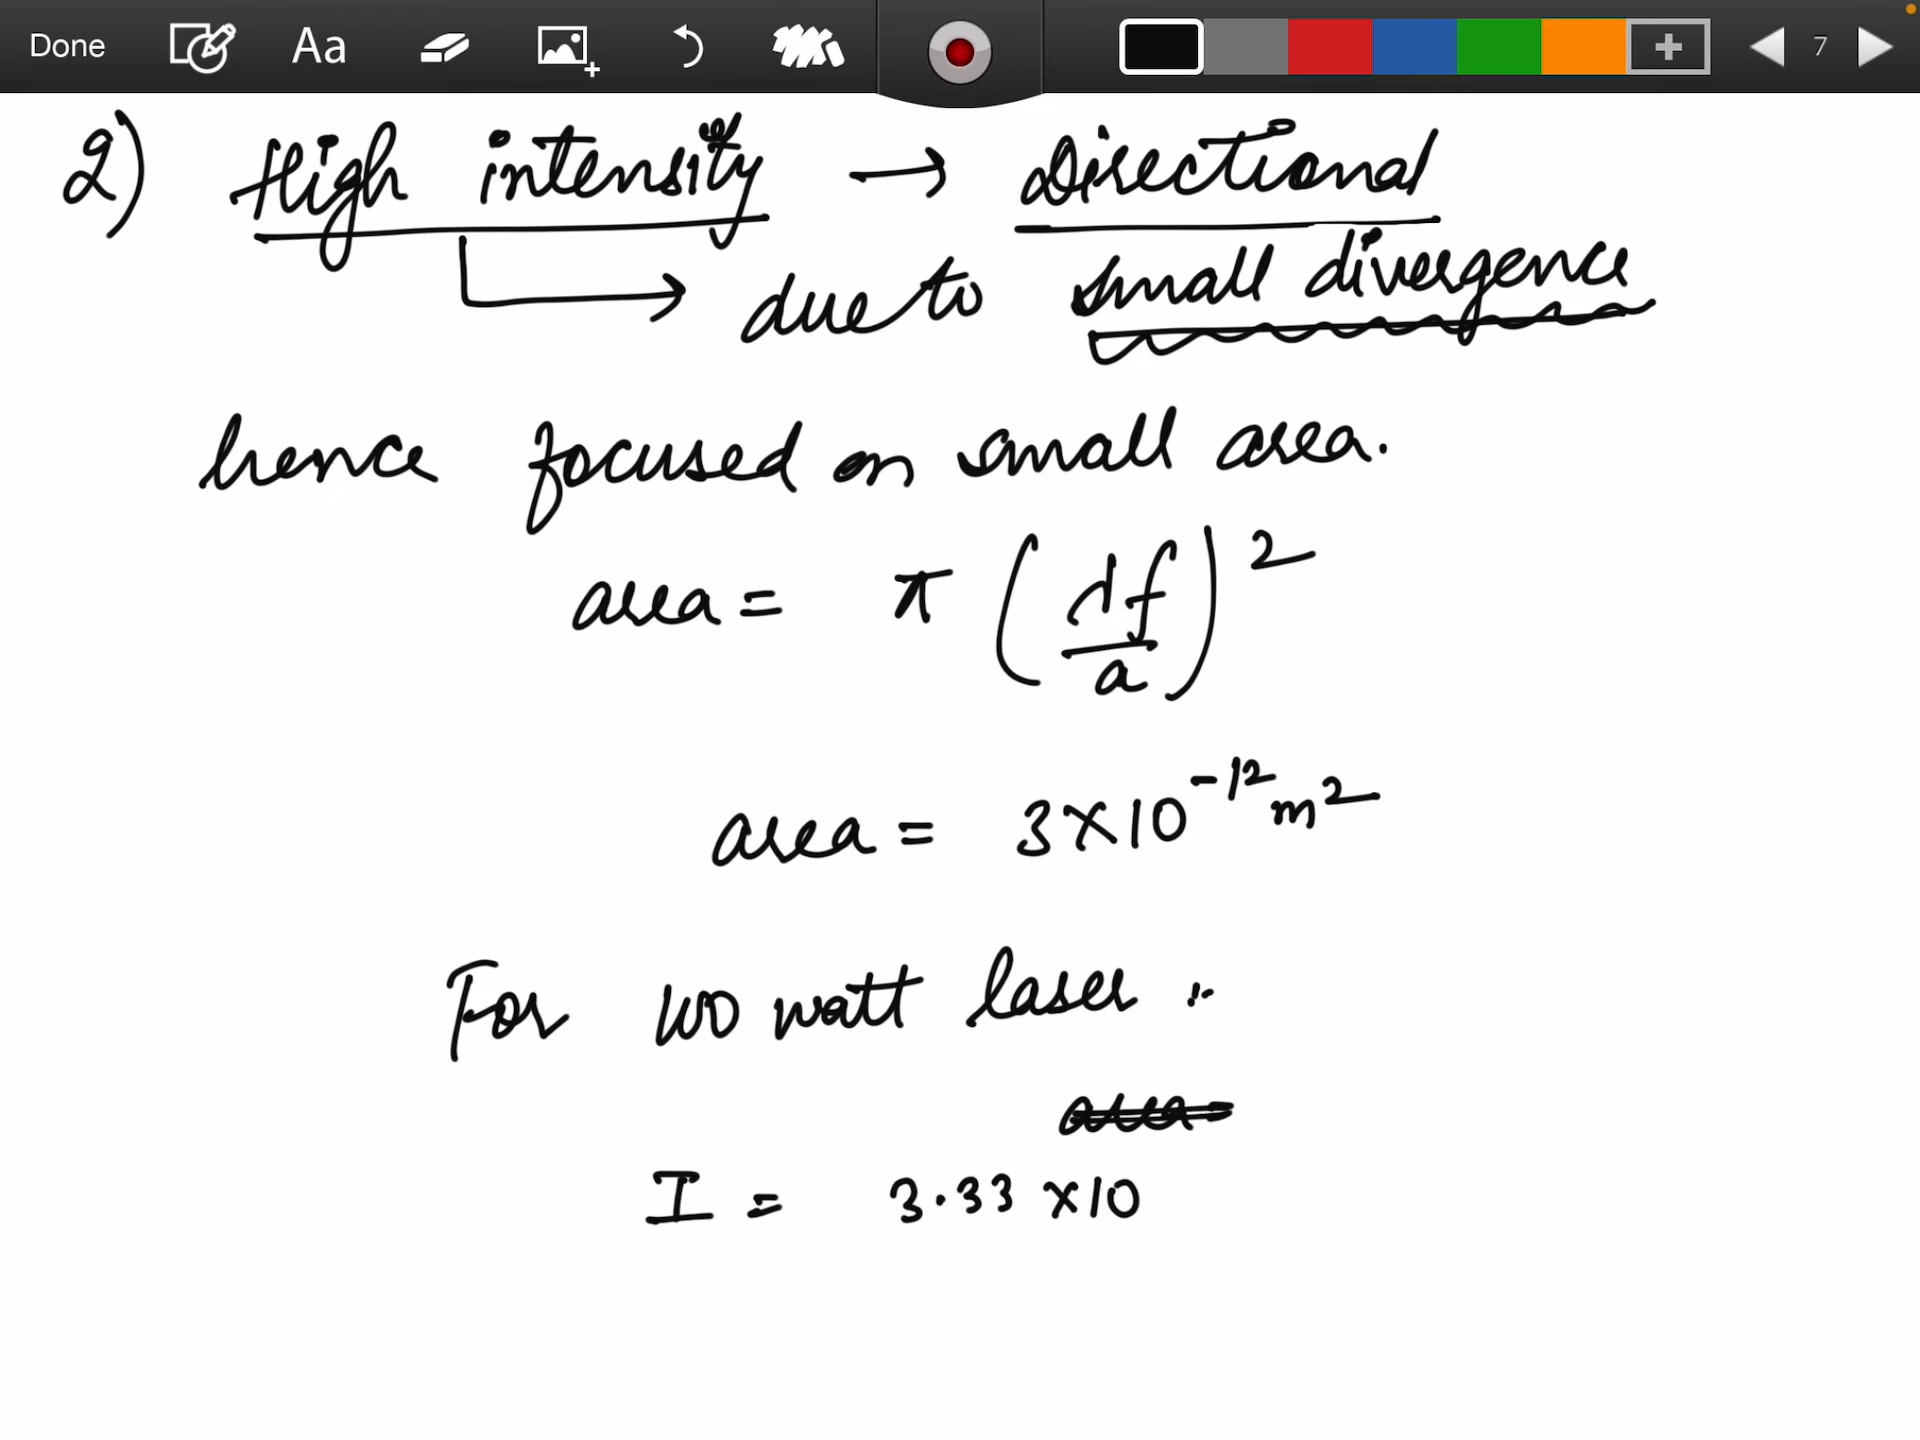 Done Aa 7
2) High intensity → Directional
due to small divergence
hence focused on small area.
area = π (λf/a)²
area = 3×10⁻¹² m²
For 100 watt laser :
area =
I = 3.33 ×10